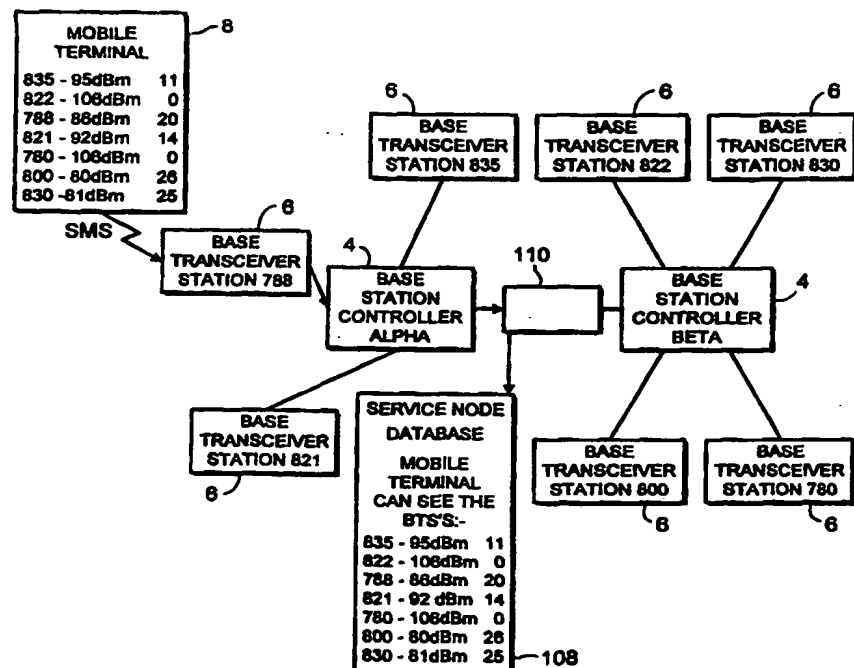 MOBILE
TERMINAL
835 - 95dBm 11
822 - 106dBm 0
788 - 86dBm 20
821 - 92dBm 14
780 - 106dBm 0
800 - 80dBm 26
830 -81dBm 25
8
SMS
6
BASE
TRANSCEIVER
STATION 788
6
BASE
TRANSCEIVER
STATION 835
6
BASE
TRANSCEIVER
STATION 822
6
BASE
TRANSCEIVER
STATION 830
4
BASE
STATION
CONTROLLER
ALPHA
110
4
BASE
STATION
CONTROLLER
BETA
BASE
TRANSCEIVER
STATION 821
6
SERVICE NODE
DATABASE
MOBILE
TERMINAL
CAN SEE THE
BTS'S:-
835 - 95dBm 11
822 - 106dBm 0
788 - 86dBm 20
821 - 92 dBm 14
780 - 106dBm 0
800 - 80dBm 26
830 - 81dBm 25
108
BASE
TRANSCEIVER
STATION 800
6
BASE
TRANSCEIVER
STATION 780
6